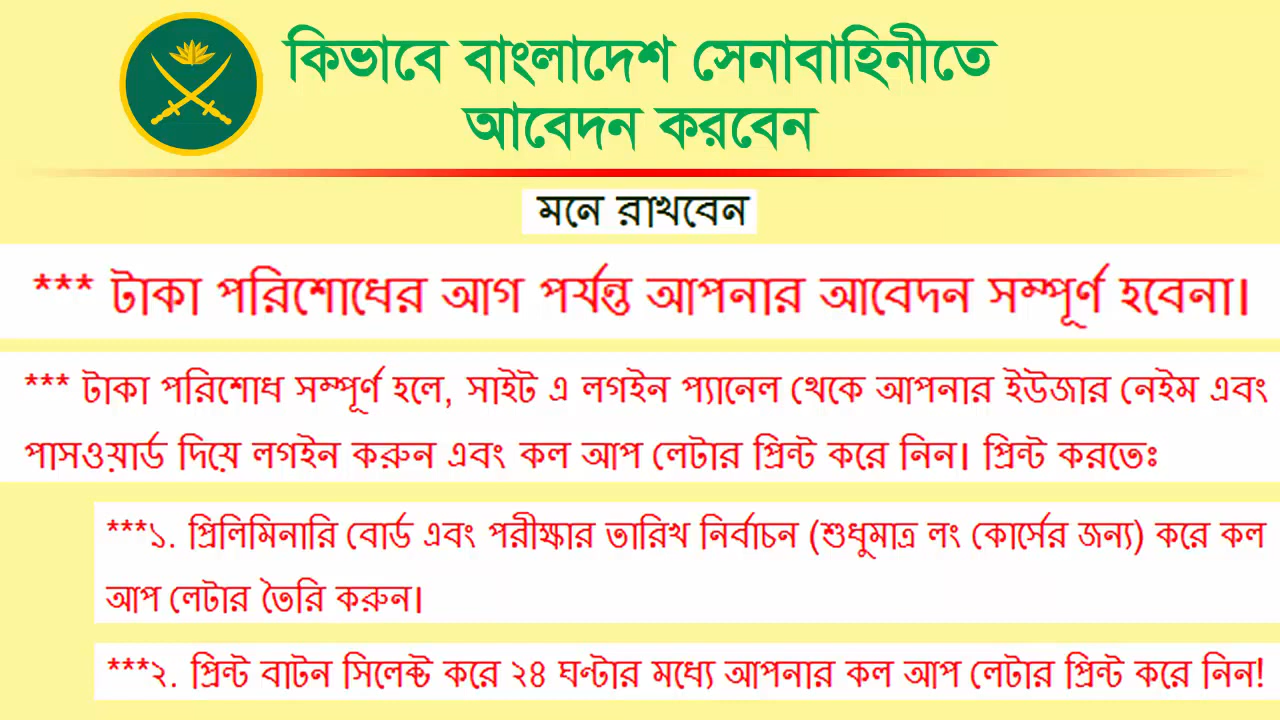 কিভাবে বাংলাদেশ সেনাবাহিনীতে
আবেদন করবেন
মনে রাখবেন
*** টাকা পরিশোধের আগ পর্যন্ত আপনার আবেদন সম্পূর্ণ হবেনা।
*** টাকা পরিশোধ সম্পূর্ণ হলে, সাইট এ লগইন প্যানেল থেকে আপনার ইউজার নেইম এবং
পাসওয়ার্ড দিয়ে লগইন করুন এবং কল আপ লেটার প্রিন্ট করে নিন। প্রিন্ট করতেঃ
***১. প্রিলিমিনারি বোর্ড এবং পরীক্ষার তারিখ নির্বাচন (শুধুমাত্র লং কোর্সের জন্য) করে কল
আপ লেটার তৈরি করুন।
***২. প্রিন্ট বাটন সিলেক্ট করে ২৪ ঘণ্টার মধ্যে আপনার কল আপ লেটার প্রিন্ট করে নিন!